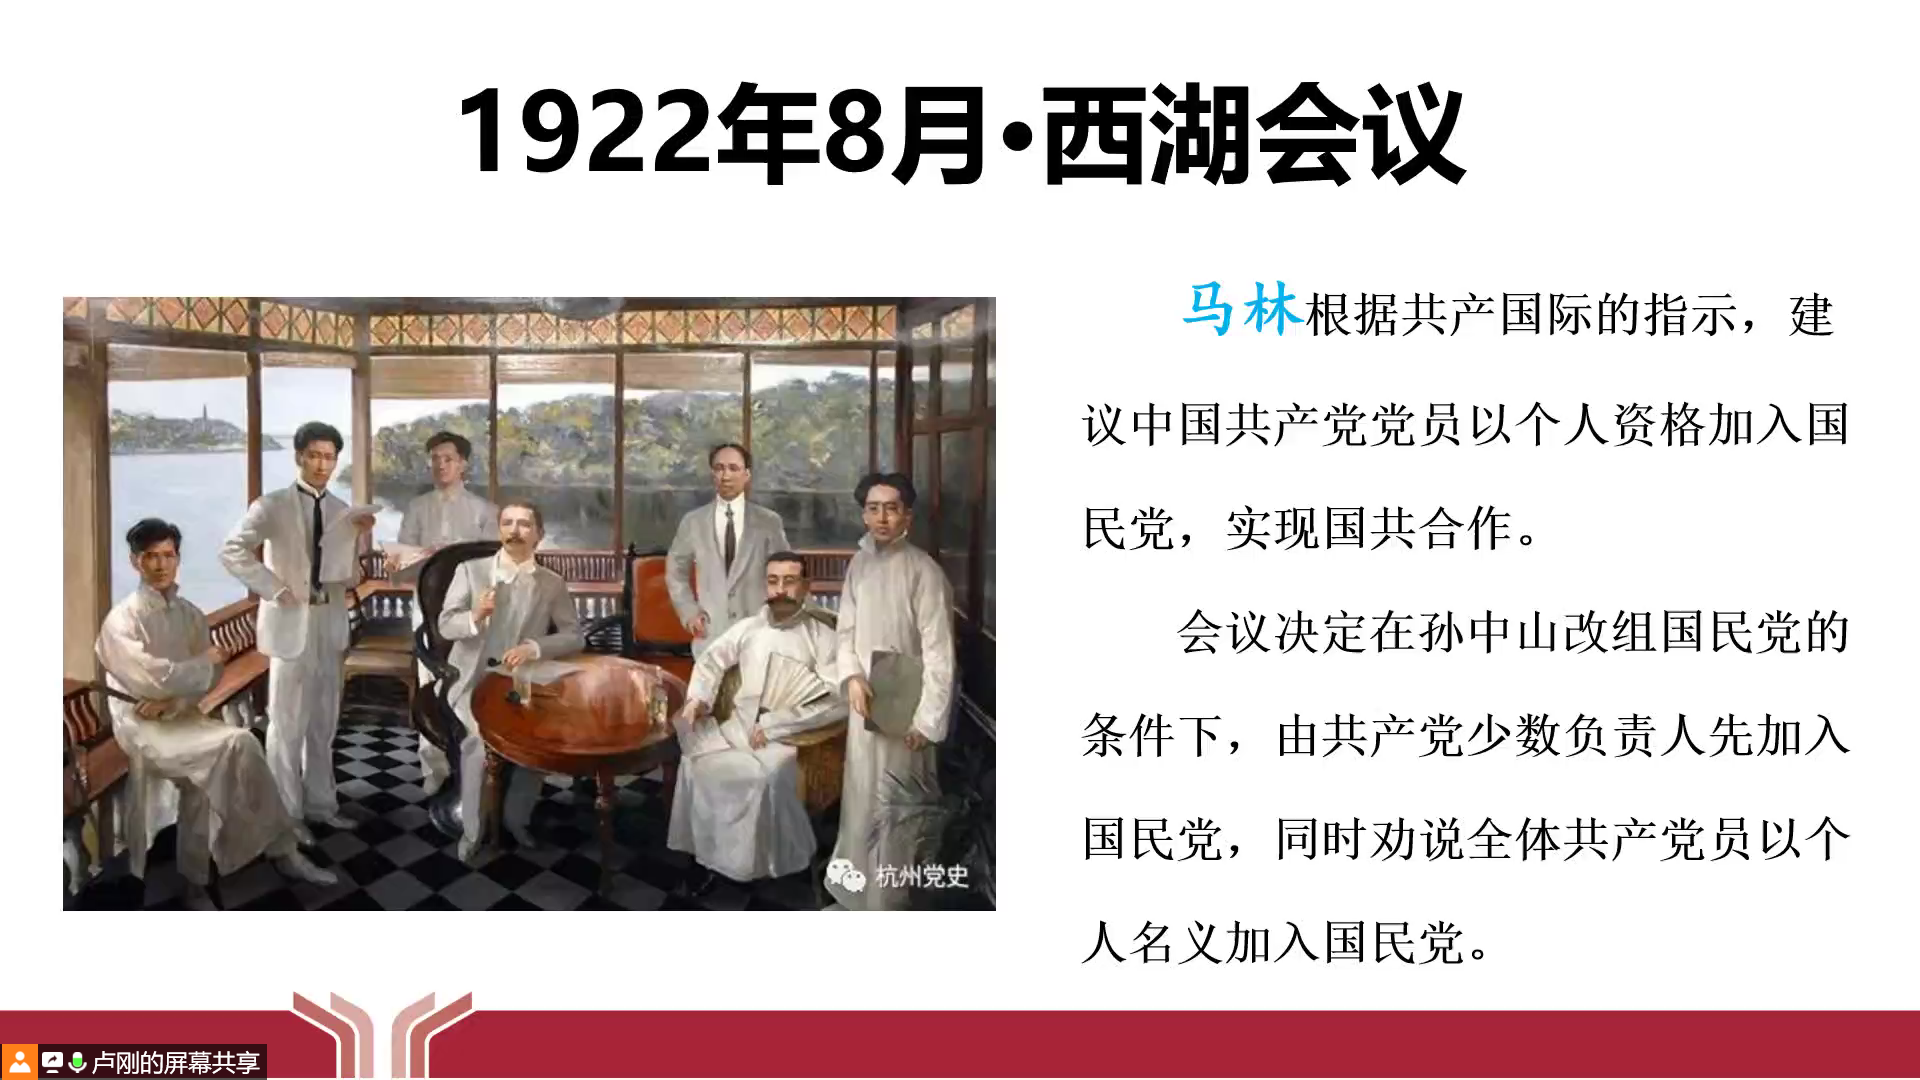 1922年8月·西湖会议
马林根据共产国际的指示，建
议中国共产党党员以个人资格加入国
民党，实现国共合作。
会议决定在孙中山改组国民党的
条件下，由共产党少数负责人先加入
国民党，同时劝说全体共产党员以个
人名义加入国民党。
杭州党史
卢刚的屏幕共享